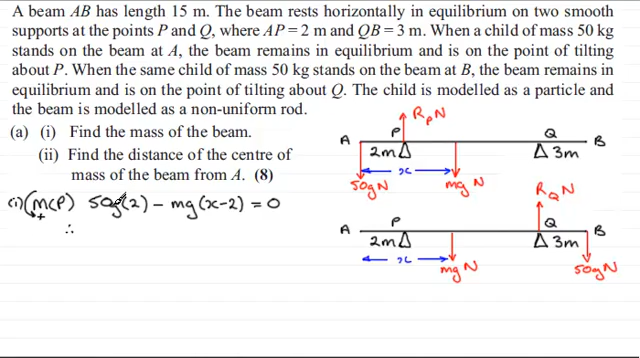 A beam AB has length 15 m. The beam rests horizontally in equilibrium on two smooth
supports at the points P and Q, where AP = 2 m and QB = 3 m. When a child of mass 50 kg
stands on the beam at A, the beam remains in equilibrium and is on the point of tilting
about P. When the same child of mass 50 kg stands on the beam at B, the beam remains in
equilibrium and is on the point of tilting about Q. The child is modelled as a particle and
the beam is modelled as a non-uniform rod.
(a) (i) Find the mass of the beam.
(ii) Find the distance of the centre of
mass of the beam from A. (8)
R_P N
A P Q B
2m 3m
x
50gN mg N
(i) M(P) 50g(2) - mg(x-2) = 0
+
∴
R_Q N
A P Q B
2m 3m
x
mg N 50gN